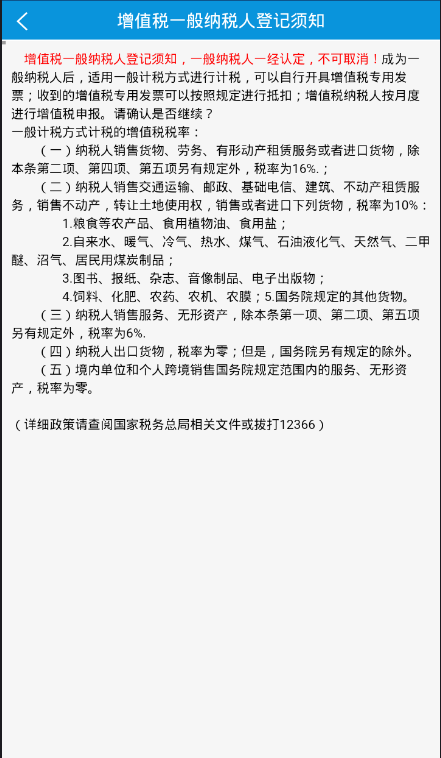 增值税一般纳税人登记须知
增值税一般纳税人登记须知，一般纳税人一经认定，不可取消！成为一
般纳税人后，适用一般计税方式进行计税，可以自行开具增值税专用发
票；收到的增值税专用发票可以按照规定进行抵扣；增值税纳税人按月度
进行增值税申报。请确认是否继续？
一般计税方式计税的增值税税率：
（一）纳税人销售货物、劳务、有形动产租赁服务或者进口货物，除
本条第二项、第四项、第五项另有规定外，税率为16%.；
（二）纳税人销售交通运输、邮政、基础电信、建筑、不动产租赁服
务，销售不动产，转让土地使用权，销售或者进口下列货物，税率为10%：
1.粮食等农产品、食用植物油、食用盐；
2.自来水、暖气、冷气、热水、煤气、石油液化气、天然气、二甲
醚、沼气、居民用煤炭制品；
3.图书、报纸、杂志、音像制品、电子出版物；
4.饲料、化肥、农药、农机、农膜；5.国务院规定的其他货物。
（三）纳税人销售服务、无形资产，除本条第一项、第二项、第五项
另有规定外，税率为6%.
（四）纳税人出口货物，税率为零；但是，国务院另有规定的除外。
（五）境内单位和个人跨境销售国务院规定范围内的服务、无形资
产，税率为零。
（详细政策请查阅国家税务总局相关文件或拨打12366）